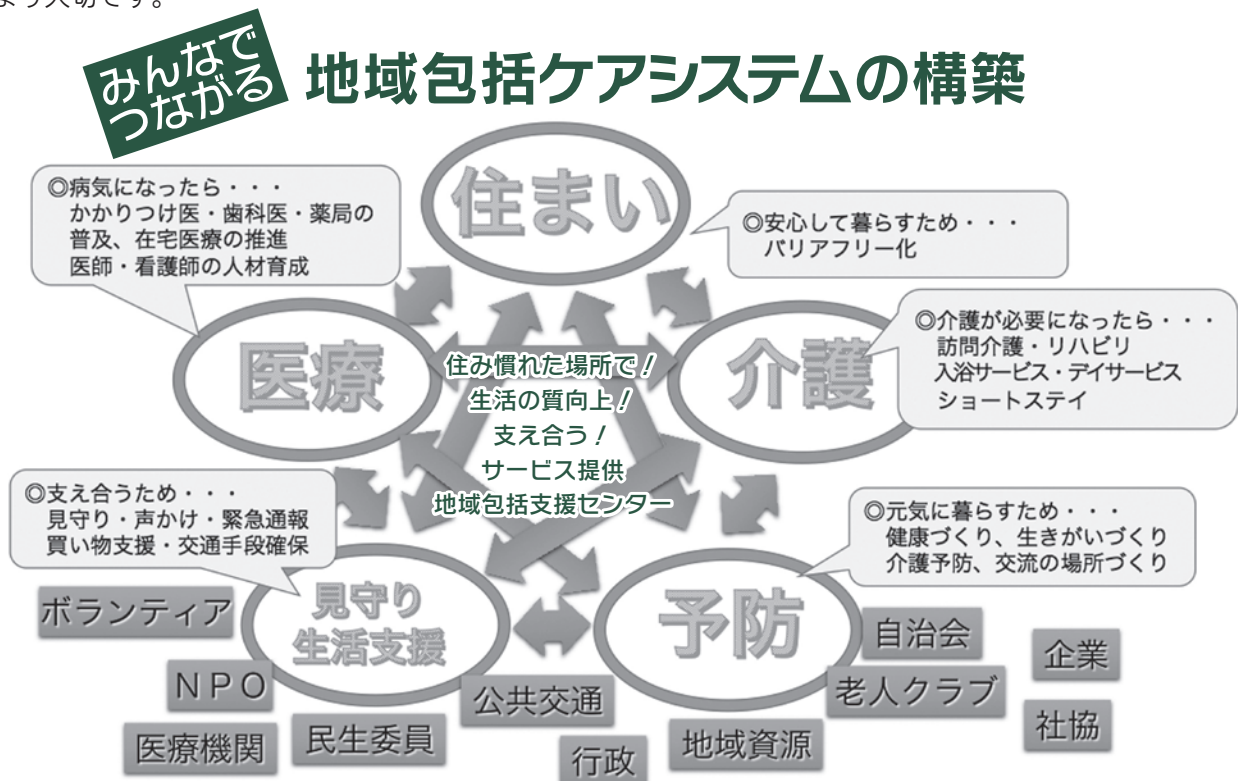 よう大切です。
みんなで
つながる
地域包括ケアシステムの構築
住まい
◎病気になったら・・・
かかりつけ医・歯科医・薬局の
普及、在宅医療の推進
医師・看護師の人材育成
◎安心して暮らすため・・・
バリアフリー化
医療
介護
◎介護が必要になったら・・・
訪問介護・リハビリ
入浴サービス・デイサービス
ショートステイ
住み慣れた場所で！
生活の質向上！
支え合う！
サービス提供
地域包括支援センター
◎支え合うため・・・
見守り・声かけ・緊急通報
買い物支援・交通手段確保
◎元気に暮らすため・・・
健康づくり、生きがいづくり
介護予防、交流の場所づくり
見守り
生活支援
予防
ボランティア
ＮＰＯ
医療機関
民生委員
公共交通
行政
地域資源
自治会
老人クラブ
企業
社協